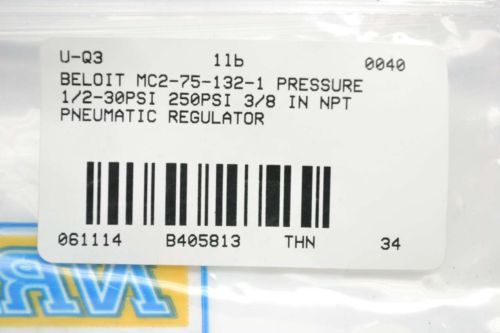 U-Q3 1lb 0040
BELOIT MC2-75-132-1 PRESSURE
1/2-30PSI 250PSI 3/8 IN NPT
PNEUMATIC REGULATOR
061114 B405813 THN 34